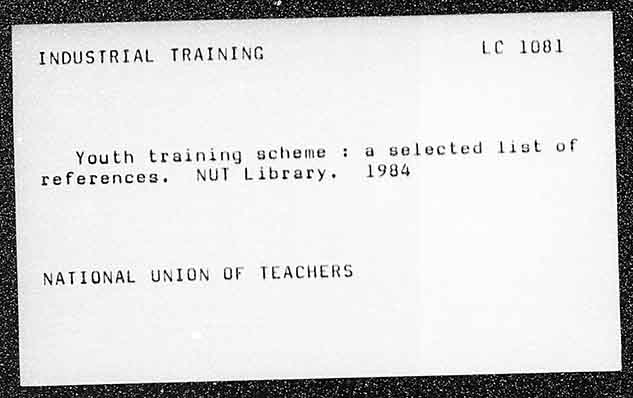 INDUSTRIAL TRAINING LC 1081
Youth training scheme : a selected list of
references. NUT Library. 1984
NATIONAL UNION OF TEACHERS